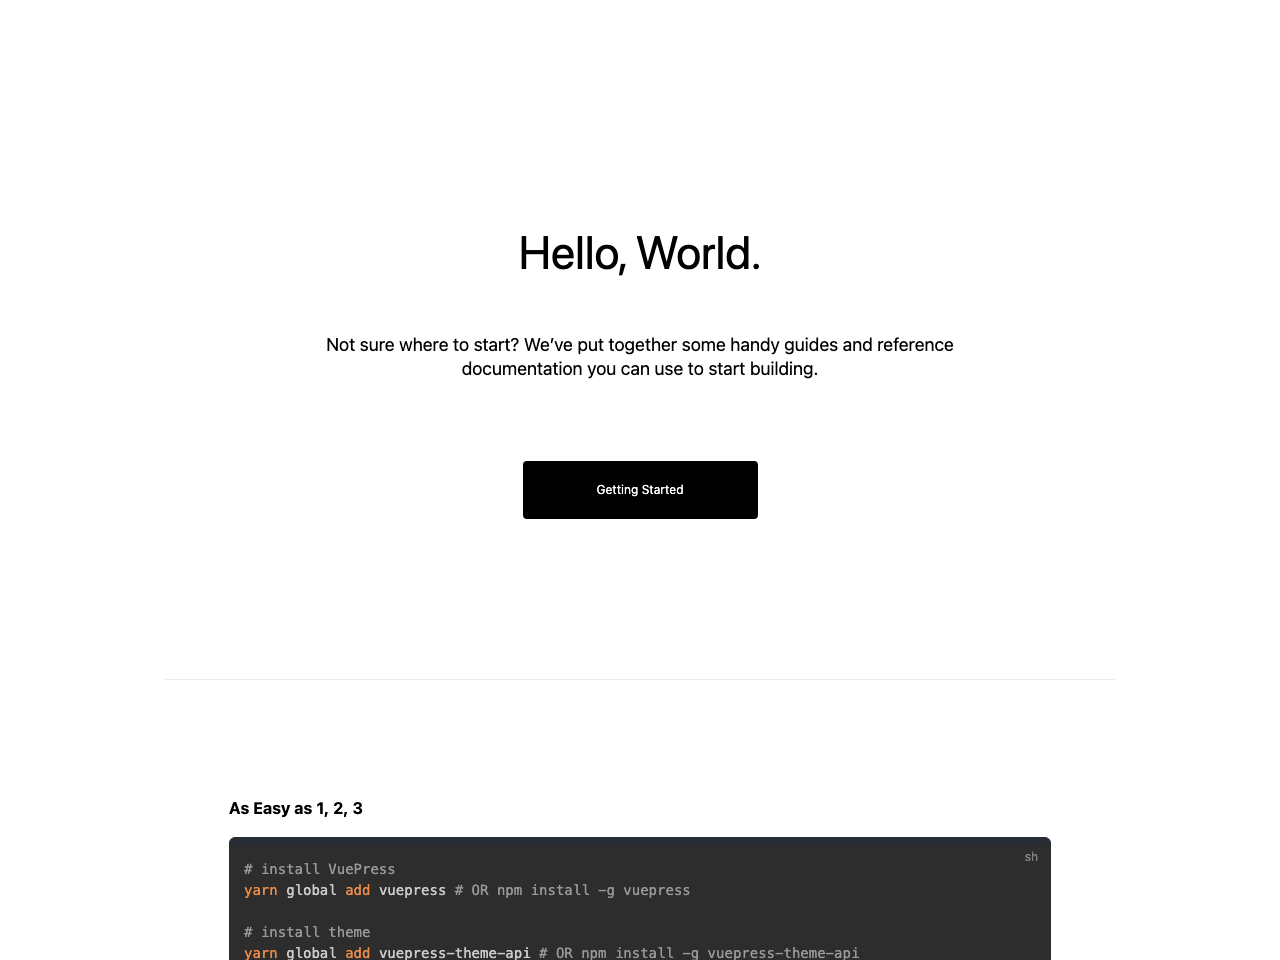 Hello, World.
Not sure where to start? We’ve put together some handy guides and reference
documentation you can use to start building.
Getting Started
As Easy as 1, 2, 3
sh
# install VuePress
yarn global add vuepress # OR npm install -g vuepress
# install theme
yarn global add vuepress-theme-api # OR npm install -g vuepress-theme-api